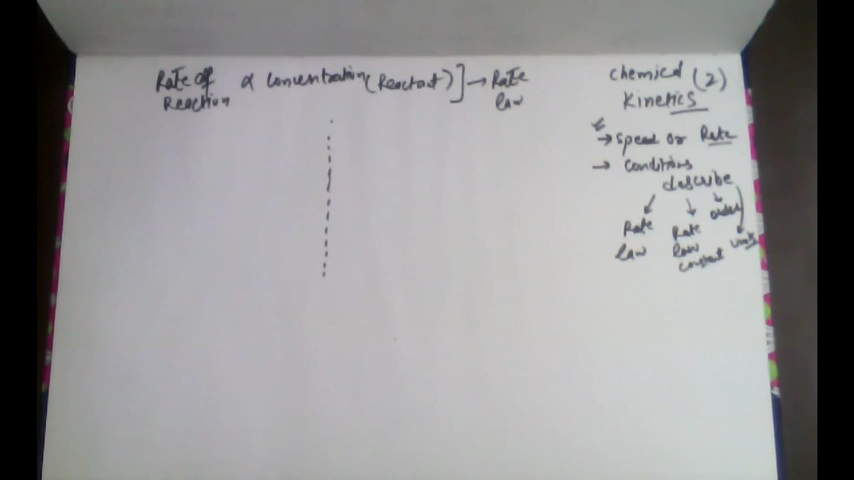 Rate of ∝ concentration (Reactant) ] → Rate
Reaction law
Chemical (2)
Kinetics
→ Speed or Rate
→ Conditions
describe
Rate law
Rate law constant
order
units